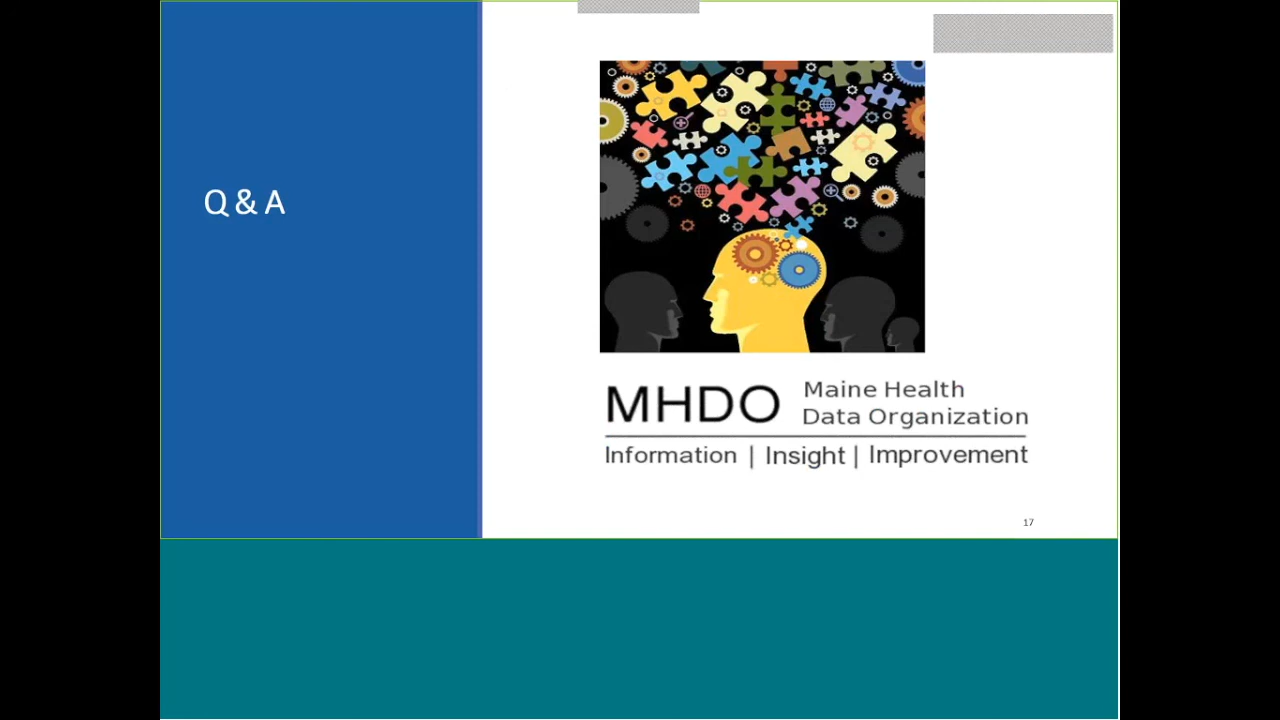 Q & A
MHDO
Maine Health
Data Organization
Information | Insight | Improvement
17